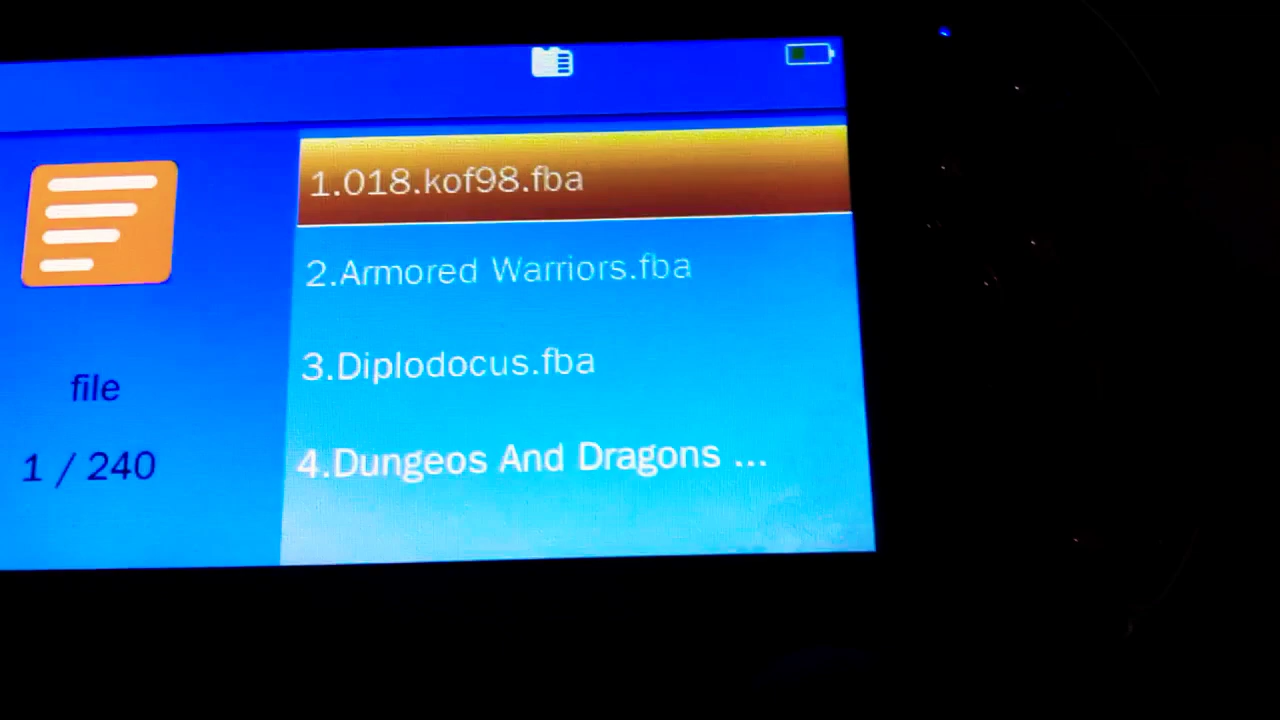 1.018.kof98.fba
2.Armored Warriors.fba
3.Diplodocus.fba
file
4.Dungeos And Dragons ...
1 / 240